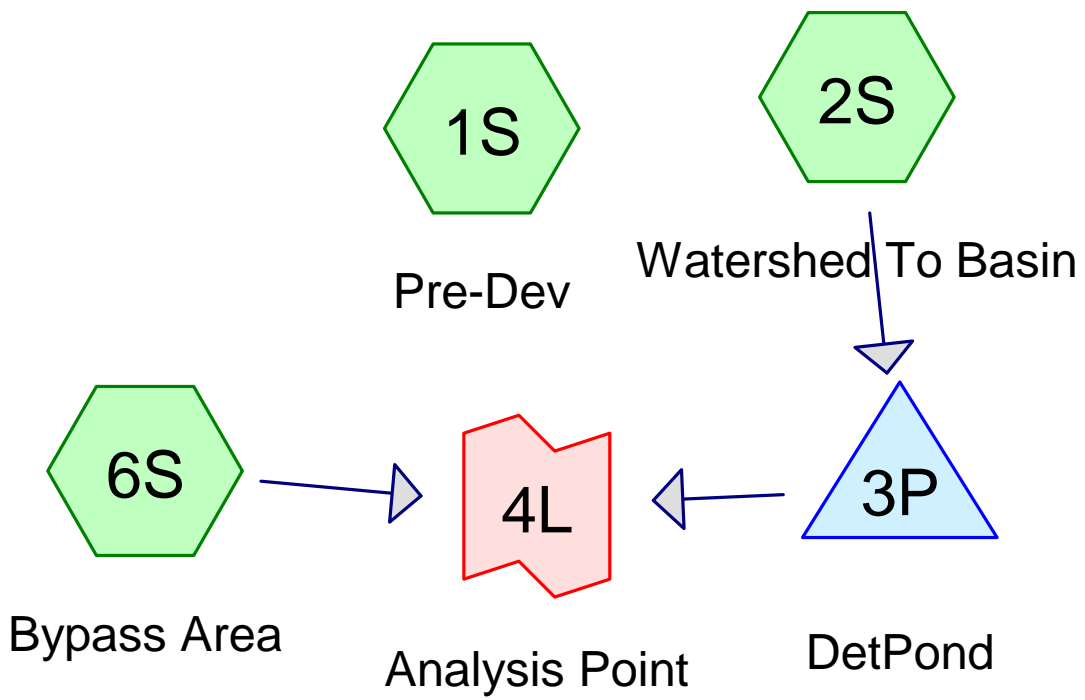 1S
2S
Pre-Dev
Watershed To Basin
6S
4L
3P
Bypass Area
Analysis Point
DetPond